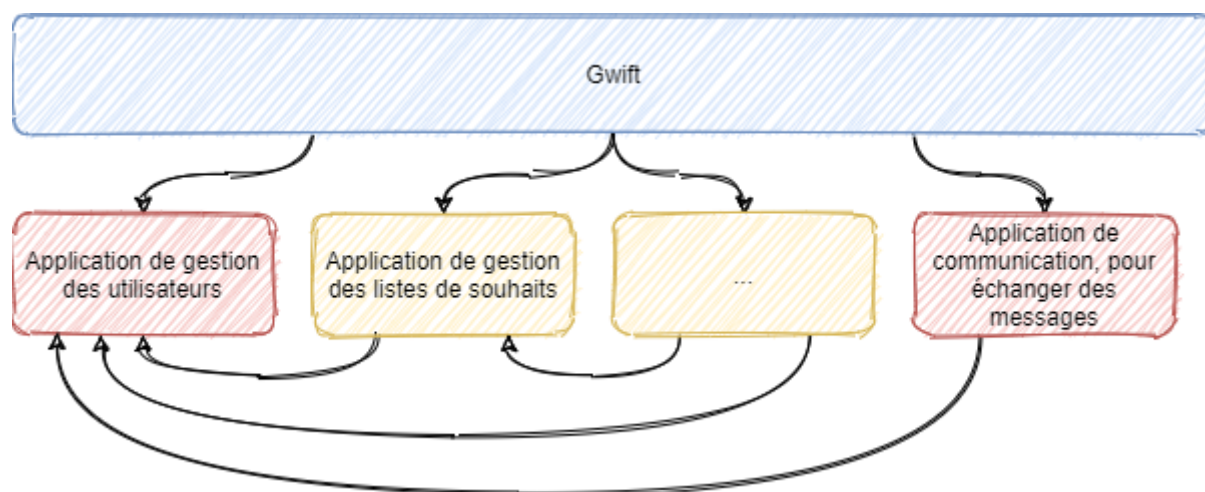 Gwift
Application de gestion
des utilisateurs
Application de gestion
des listes de souhaits
...
Application de
communication, pour
échanger des
messages